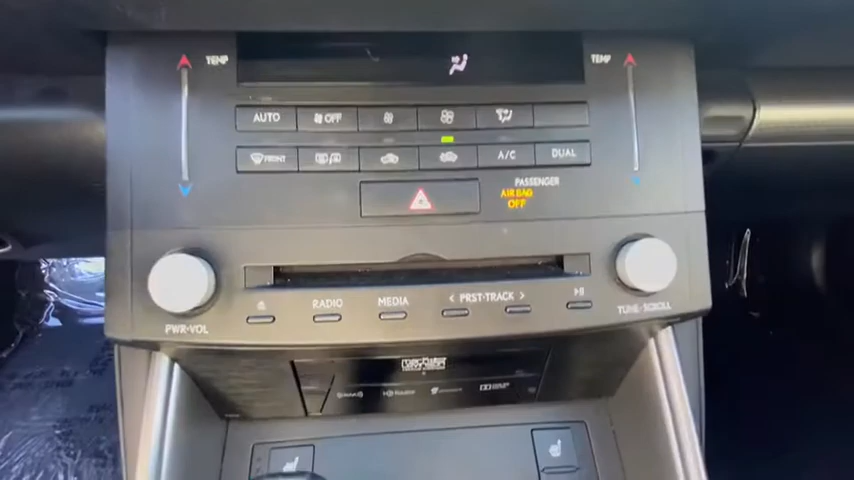 TEMP
TEMP
AUTO OFF
FRONT A/C DUAL
PASSENGER
AIR BAG
OFF
RADIO MEDIA < PRST·TRACK >
PWR·VOL
TUNE·SCROLL